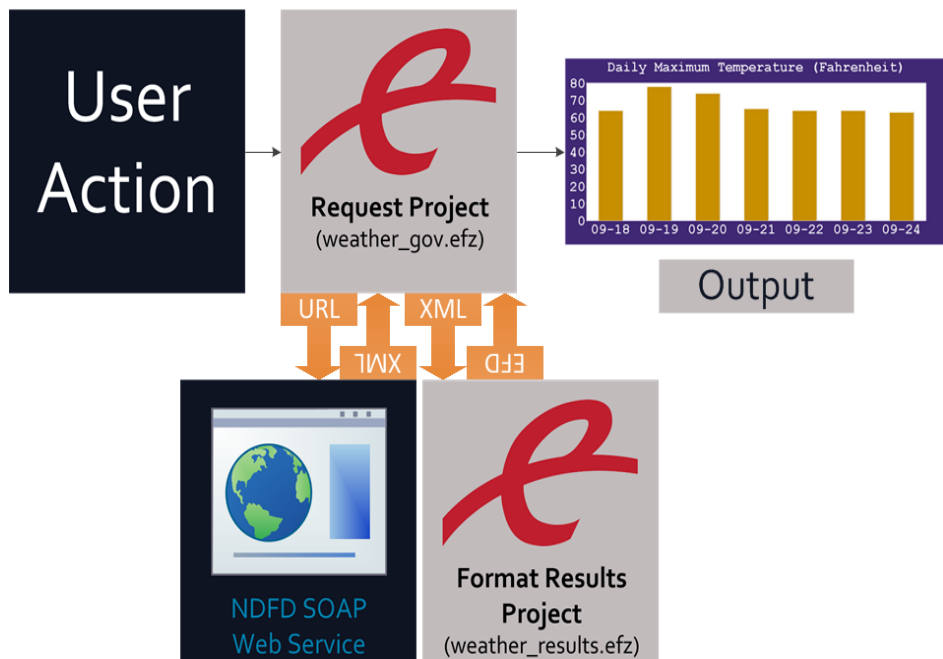 User
Action
Request Project
(weather_gov.efz)
Daily Maximum Temperature (Fahrenheit)
80
70
60
50
40
30
20
10
0
09-18 09-19 09-20 09-21 09-22 09-23 09-24
Output
URL
XML
XML
EFD
NDFD SOAP
Web Service
Format Results
Project
(weather_results.efz)